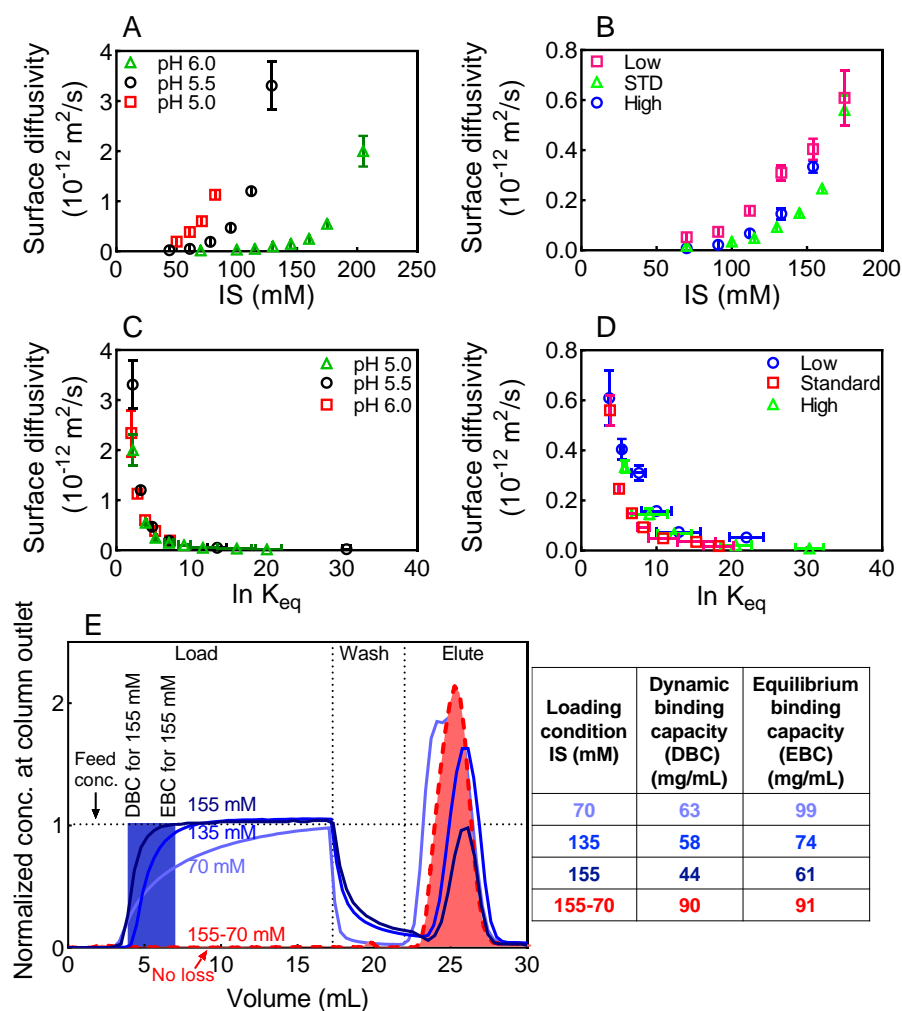 A
Surface diffusivity
(10⁻¹² m²/s)
4
3
2
1
0
pH 6.0
pH 5.5
pH 5.0
0 50 100 150 200 250
IS (mM)
B
Surface diffusivity
(10⁻¹² m²/s)
0.8
0.6
0.4
0.2
0.0
Low
STD
High
0 50 100 150 200
IS (mM)
C
Surface diffusivity
(10⁻¹² m²/s)
4
3
2
1
0
pH 5.0
pH 5.5
pH 6.0
0 10 20 30 40
ln Keq
D
Surface diffusivity
(10⁻¹² m²/s)
0.8
0.6
0.4
0.2
0.0
Low
Standard
High
0 10 20 30 40
ln Keq
E
Normalized conc. at column outlet
2
1
0
Load
Wash
Elute
Feed
conc.
DBC for 155 mM
EBC for 155 mM
155 mM
135 mM
70 mM
155-70 mM
No loss
0 5 10 15 20 25 30
Volume (mL)
Loading
condition
IS (mM)
Dynamic
binding
capacity
(DBC)
(mg/mL)
Equilibrium
binding
capacity
(EBC)
(mg/mL)
70 63 99
135 58 74
155 44 61
155-70 90 91